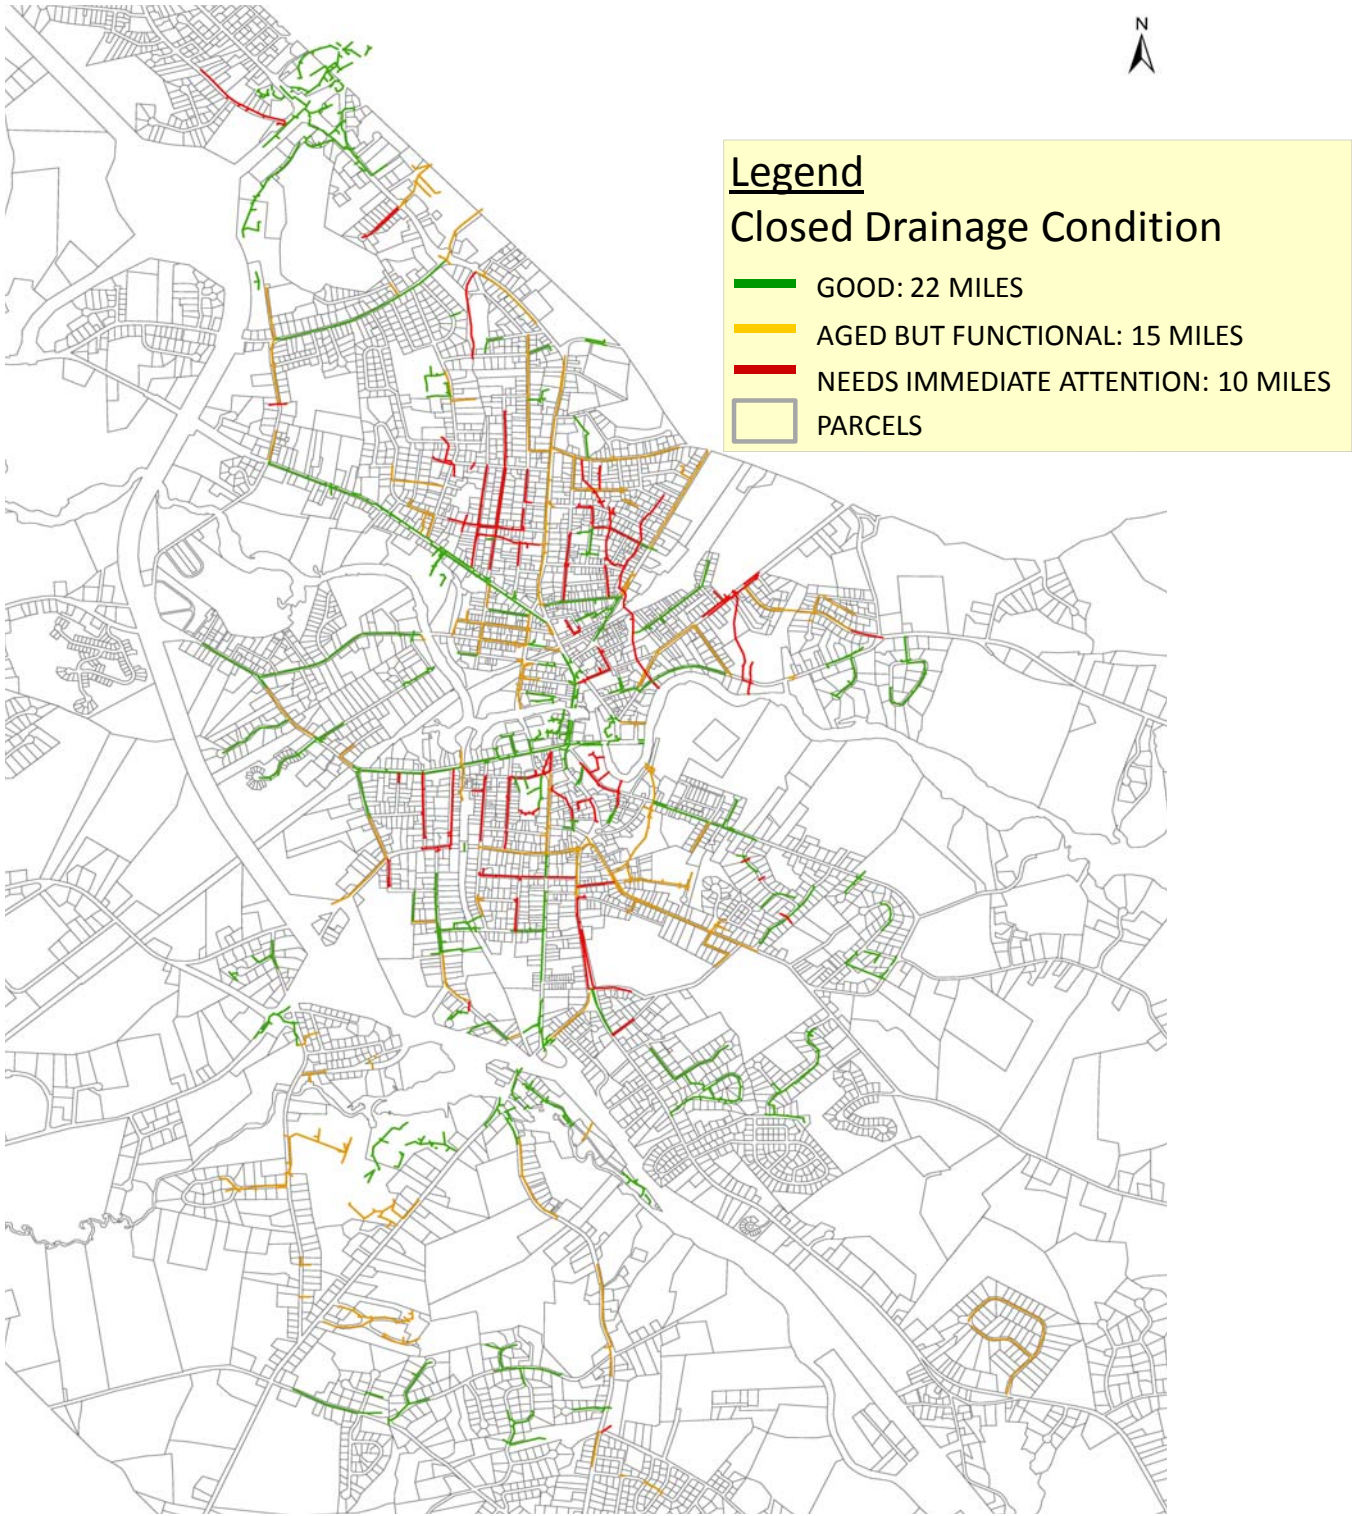 N
Legend
Closed Drainage Condition
GOOD: 22 MILES
AGED BUT FUNCTIONAL: 15 MILES
NEEDS IMMEDIATE ATTENTION: 10 MILES
PARCELS